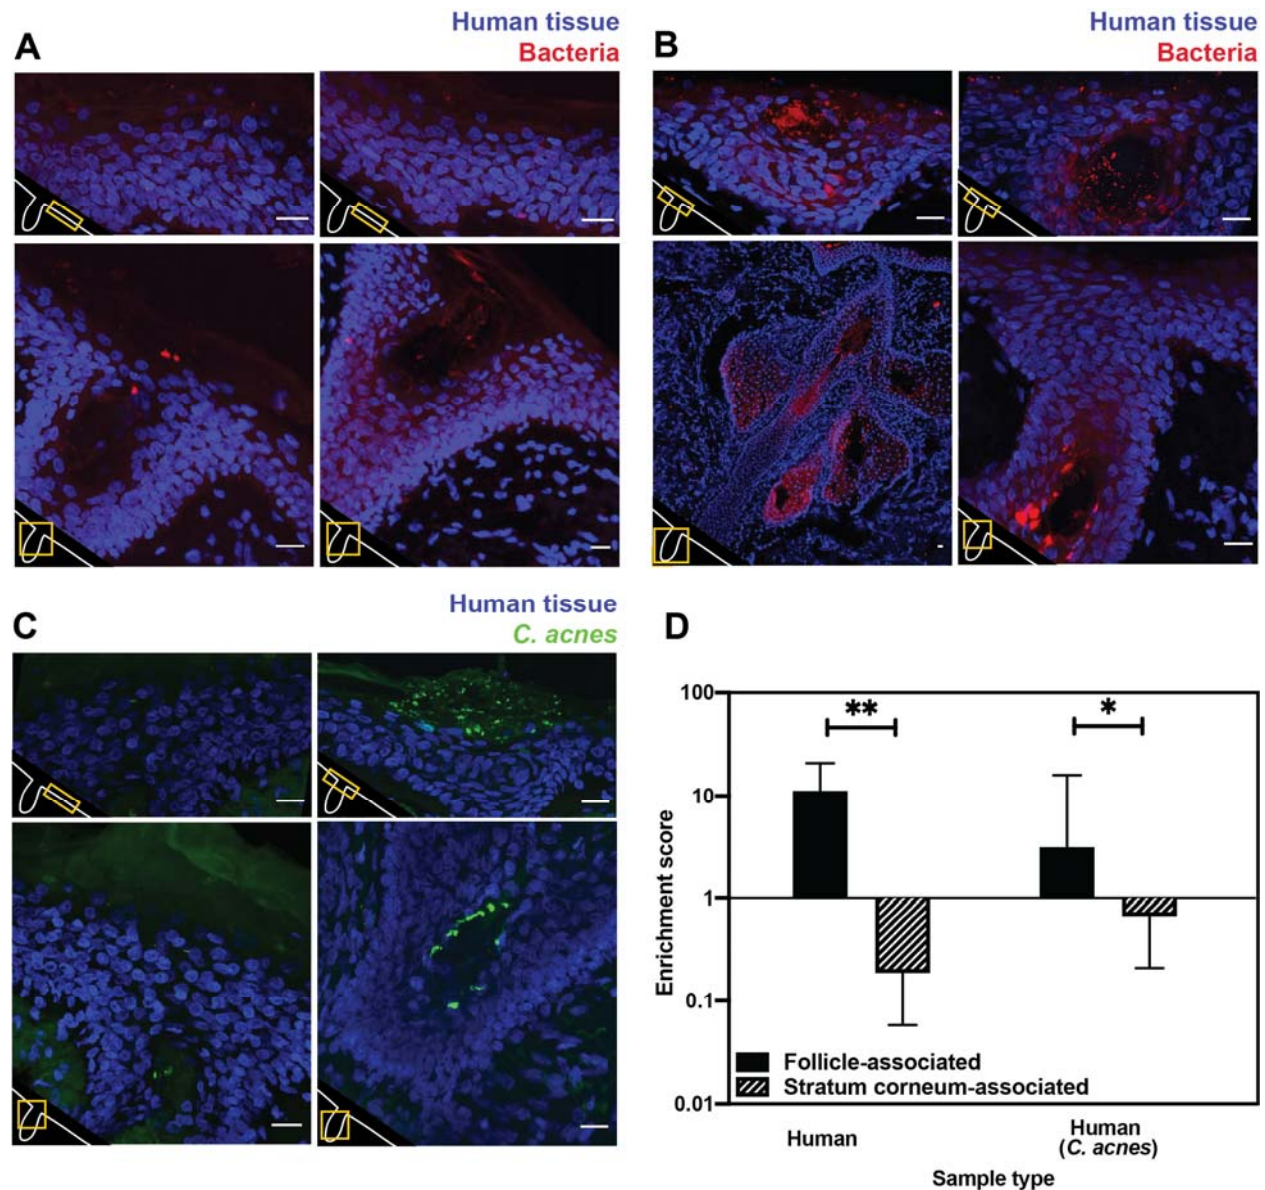 A
Human tissue
Bacteria
B
Human tissue
Bacteria
C
Human tissue
C. acnes
D
100
10
1
0.1
0.01
Enrichment score
**
*
Follicle-associated
Stratum corneum-associated
Human
Human
(C. acnes)
Sample type